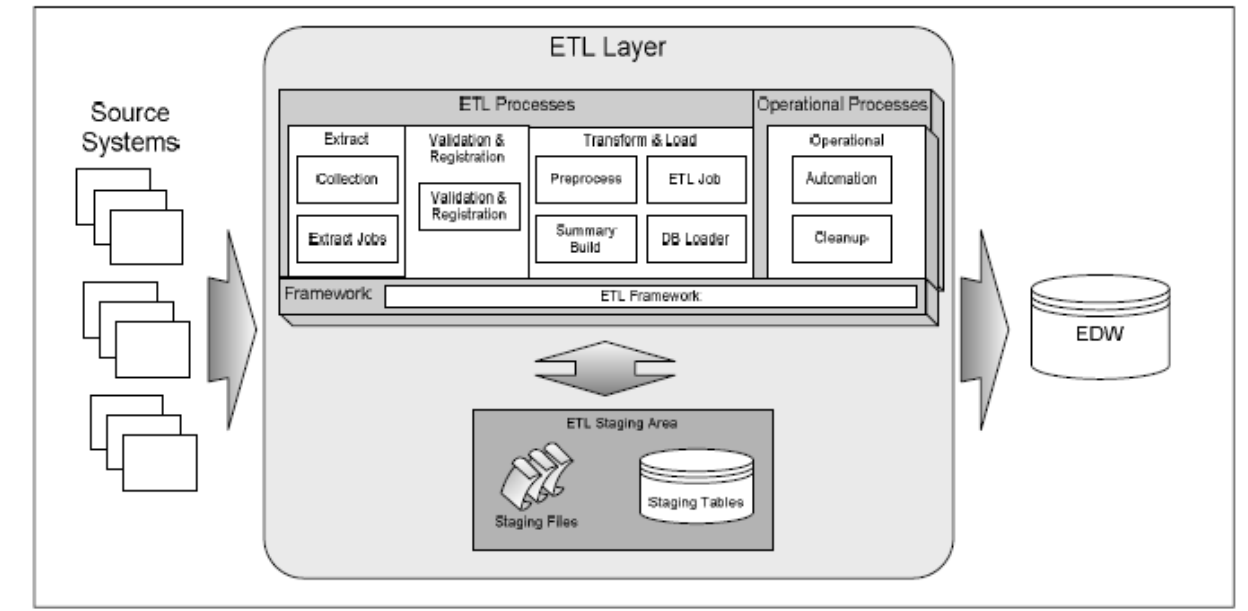 ETL Layer
Source
Systems
ETL Processes
Operational Processes
Extract
Collection
Extract Jobs
Validation &
Registration
Validation &
Registration
Transform & Load
Preprocess
ETL Job
Summary
Build
DB Loader
Operational
Automation
Cleanup
Framework
ETL Framework
EDW
ETL Staging Area
Staging Files
Staging Tables